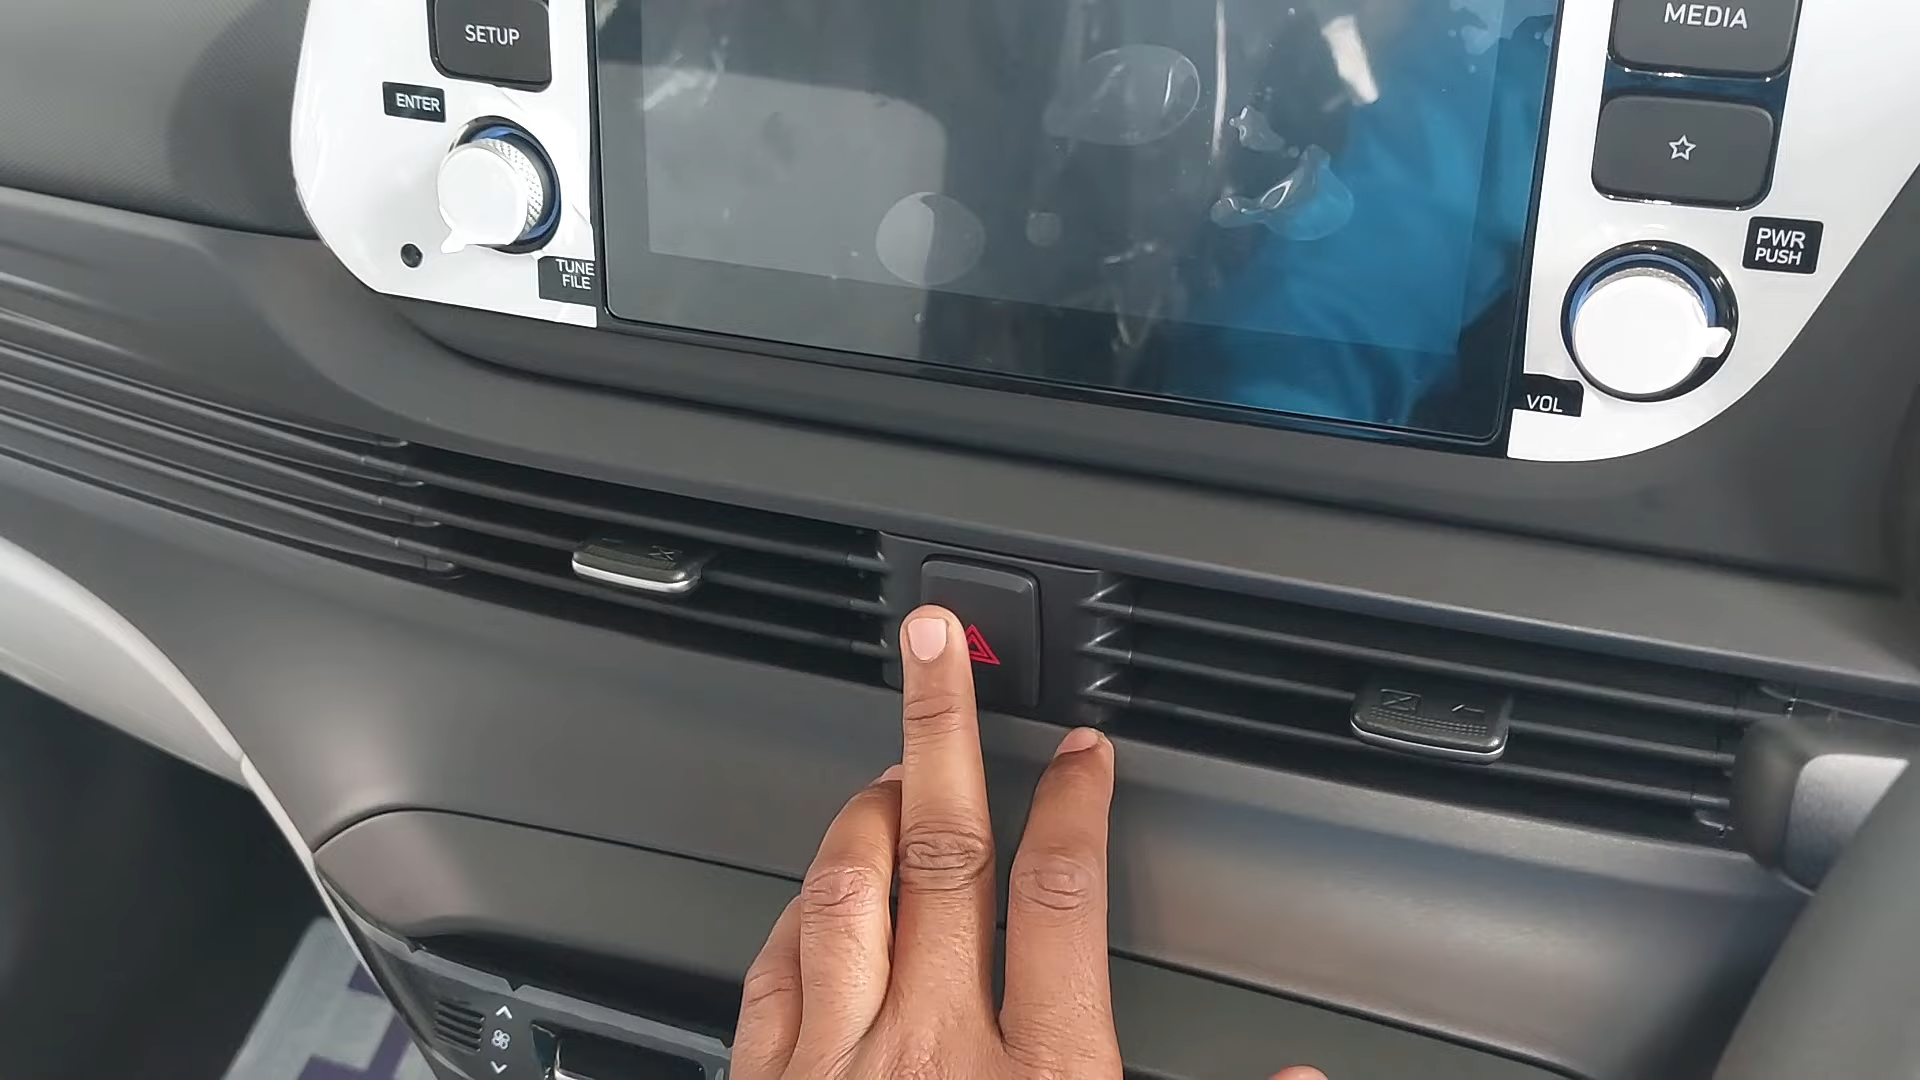 SETUP
MEDIA
ENTER
TUNE
FILE
PWR
PUSH
VOL